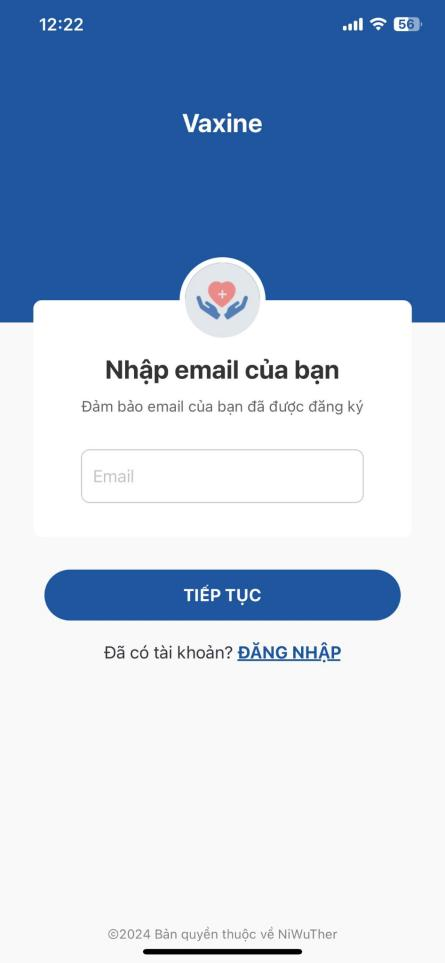 12:22
56
Vaxine
Nhập email của bạn
Đảm bảo email của bạn đã được đăng ký
Email
TIẾP TỤC
Đã có tài khoản? ĐĂNG NHẬP
©2024 Bản quyền thuộc về NiWuTher